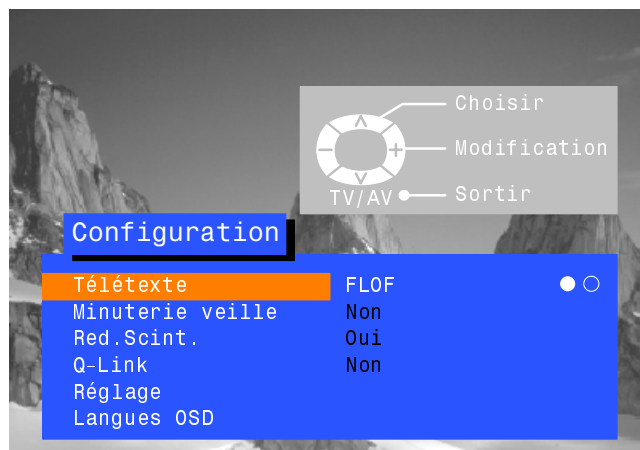 Choisir
Modification
TV/AV Sortir
Configuration
Télétexte FLOF
Minuterie veille Non
Red.Scint. Oui
Q-Link Non
Réglage
Langues OSD